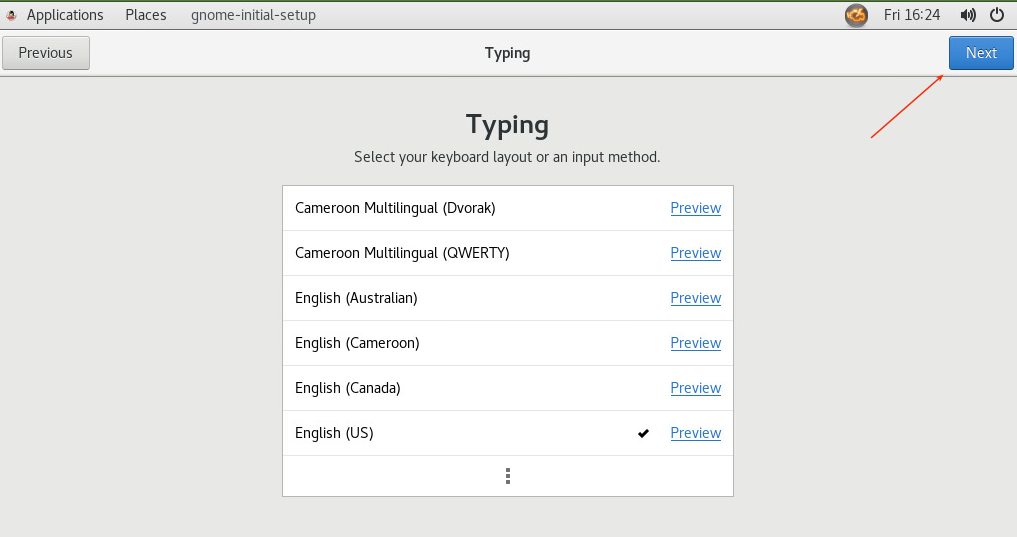 Applications Places gnome-initial-setup Fri 16:24
Previous Typing Next
Typing
Select your keyboard layout or an input method.
Cameroon Multilingual (Dvorak) Preview
Cameroon Multilingual (QWERTY) Preview
English (Australian) Preview
English (Cameroon) Preview
English (Canada) Preview
English (US) Preview